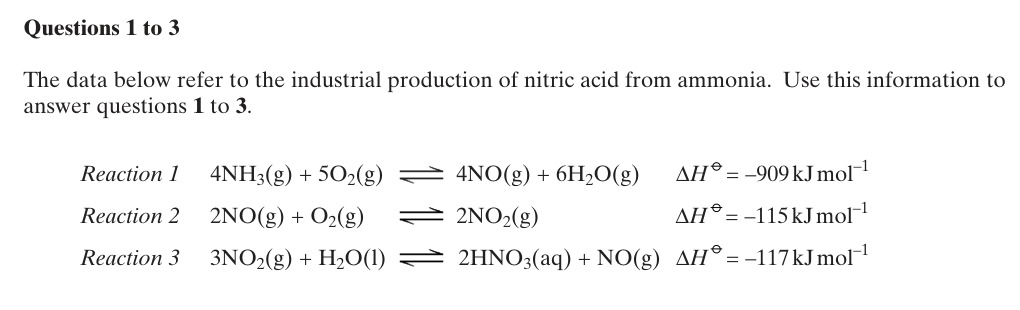 Questions 1 to 3
The data below refer to the industrial production of nitric acid from ammonia. Use this information to
answer questions 1 to 3.
Reaction 1 4NH₃(g) + 5O₂(g) ⇌ 4NO(g) + 6H₂O(g) ΔH⊖ = –909 kJ mol⁻¹
Reaction 2 2NO(g) + O₂(g) ⇌ 2NO₂(g) ΔH⊖ = –115 kJ mol⁻¹
Reaction 3 3NO₂(g) + H₂O(l) ⇌ 2HNO₃(aq) + NO(g) ΔH⊖ = –117 kJ mol⁻¹